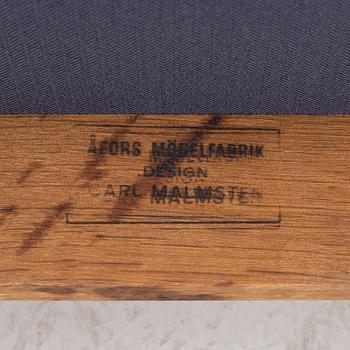 ÅFORS MÖBELFABRIK
DESIGN
CARL MALMSTEN